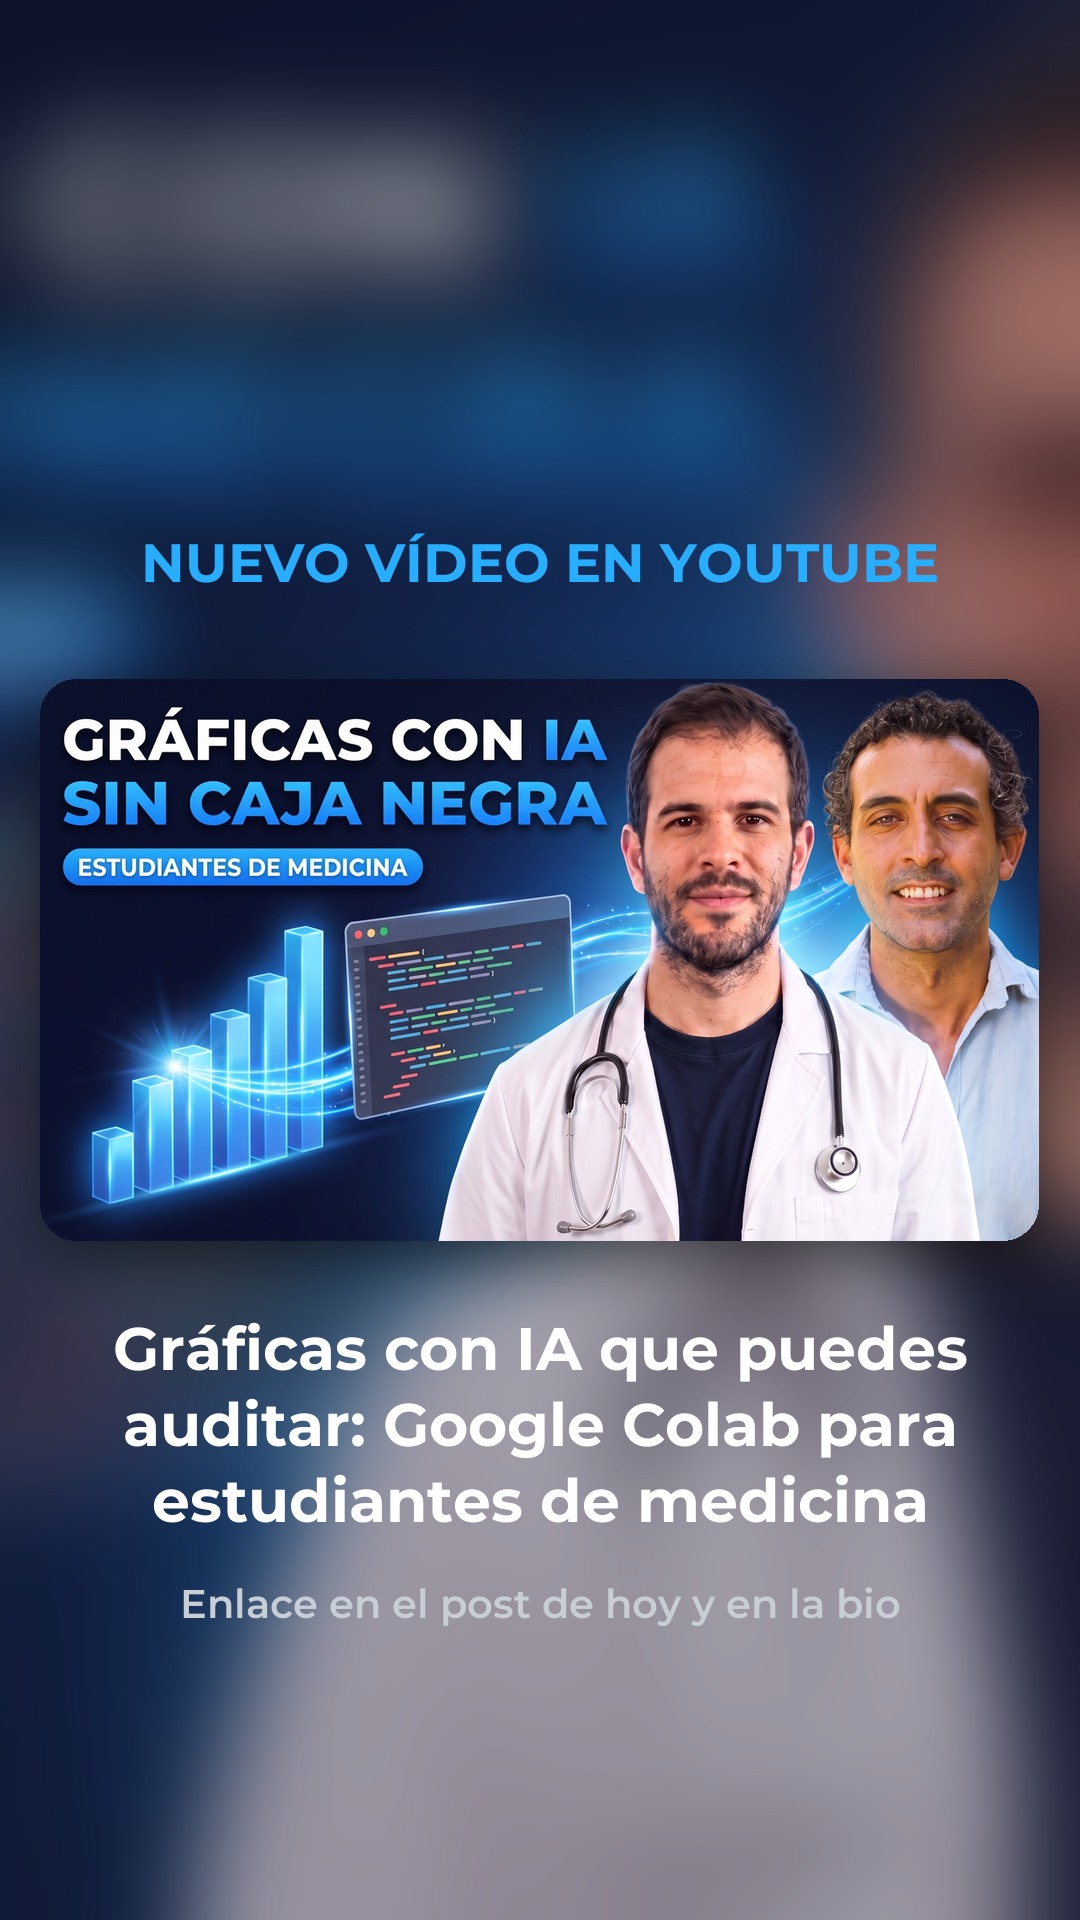 NUEVO VÍDEO EN YOUTUBE
GRÁFICAS CON IA
SIN CAJA NEGRA
ESTUDIANTES DE MEDICINA
Gráficas con IA que puedes
auditar: Google Colab para
estudiantes de medicina
Enlace en el post de hoy y en la bio